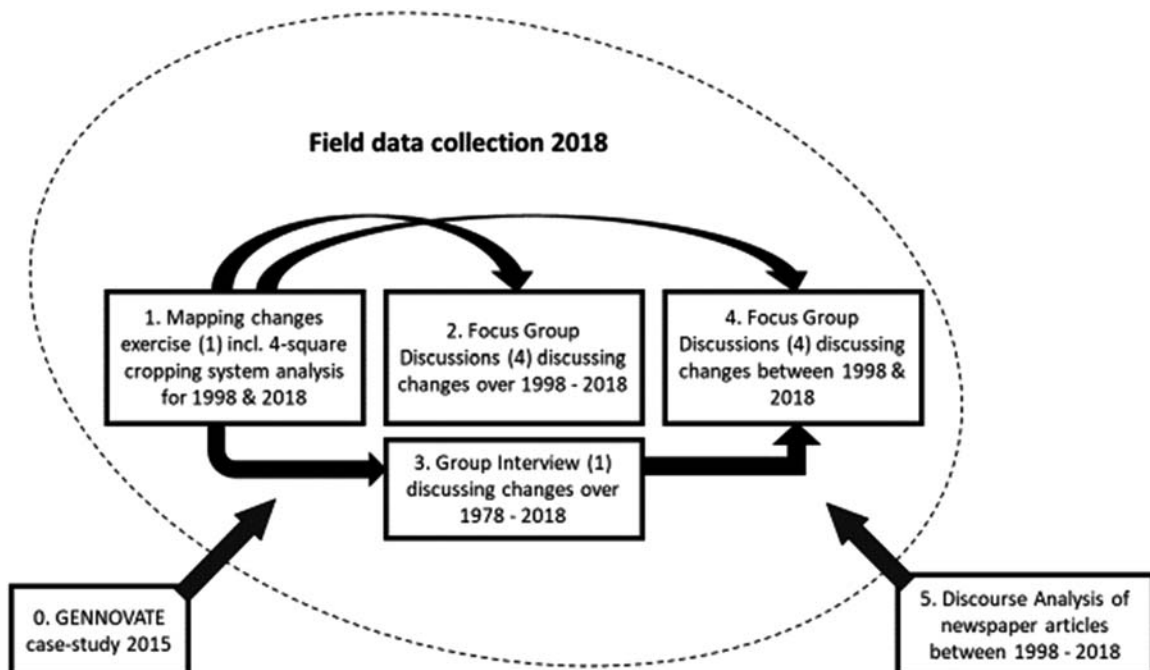 Field data collection 2018
1. Mapping changes
exercise (1) incl. 4-square
cropping system analysis
for 1998 & 2018
2. Focus Group
Discussions (4) discussing
changes over 1998 - 2018
4. Focus Group
Discussions (4) discussing
changes between 1998 &
2018
3. Group Interview (1)
discussing changes over
1978 - 2018
0. GENNOVATE
case-study 2015
5. Discourse Analysis of
newspaper articles
between 1998 - 2018